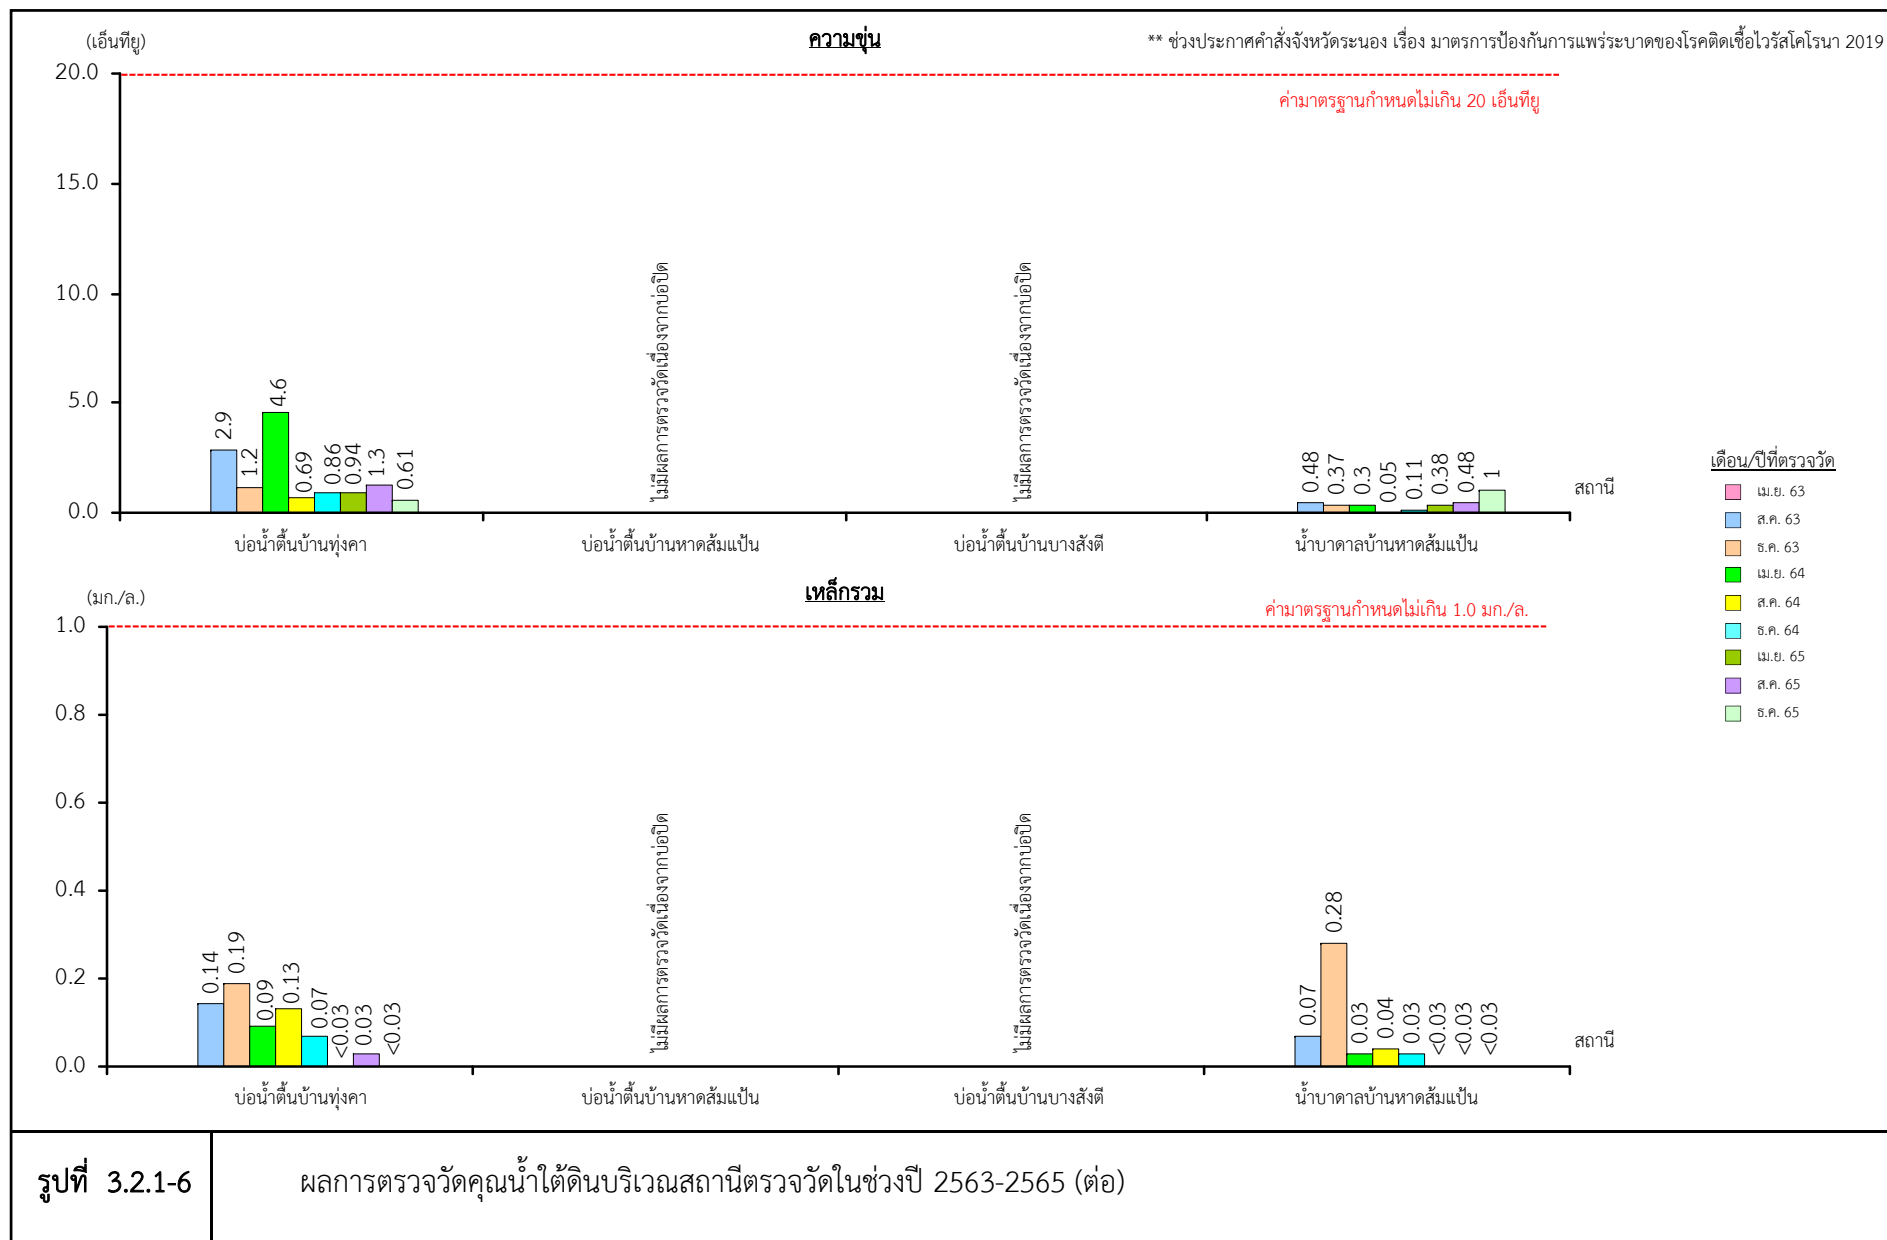 (เอ็นทียู)
ความขุ่น
** ช่วงประกาศคำสั่งจังหวัดระนอง เรื่อง มาตรการป้องกันการแพร่ระบาดของโรคติดเชื้อไวรัสโคโรนา 2019
20.0
ค่ามาตรฐานกำหนดไม่เกิน 20 เอ็นทียู
15.0
10.0
5.0
0.0
2.9
1.2
4.6
0.69
0.86
0.94
1.3
0.61
ไม่มีผลการตรวจวัดเนื่องจากบ่อปิด
ไม่มีผลการตรวจวัดเนื่องจากบ่อปิด
0.48
0.37
0.3
0.05
0.11
0.38
0.48
1
สถานี
บ่อน้ำตื้นบ้านทุ่งคา
บ่อน้ำตื้นบ้านหาดส้มแป้น
บ่อน้ำตื้นบ้านบางสังตี
น้ำบาดาลบ้านหาดส้มแป้น
เดือน/ปีที่ตรวจวัด
เม.ย. 63
ส.ค. 63
ธ.ค. 63
เม.ย. 64
ส.ค. 64
ธ.ค. 64
เม.ย. 65
ส.ค. 65
ธ.ค. 65
(มก./ล.)
เหล็กรวม
ค่ามาตรฐานกำหนดไม่เกิน 1.0 มก./ล.
1.0
0.8
0.6
0.4
0.2
0.0
0.14
0.19
0.09
0.13
0.07
<0.03
0.03
<0.03
ไม่มีผลการตรวจวัดเนื่องจากบ่อปิด
ไม่มีผลการตรวจวัดเนื่องจากบ่อปิด
0.07
0.28
0.03
0.04
0.03
<0.03
<0.03
<0.03
สถานี
บ่อน้ำตื้นบ้านทุ่งคา
บ่อน้ำตื้นบ้านหาดส้มแป้น
บ่อน้ำตื้นบ้านบางสังตี
น้ำบาดาลบ้านหาดส้มแป้น
รูปที่ 3.2.1-6
ผลการตรวจวัดคุณน้ำใต้ดินบริเวณสถานีตรวจวัดในช่วงปี 2563-2565 (ต่อ)